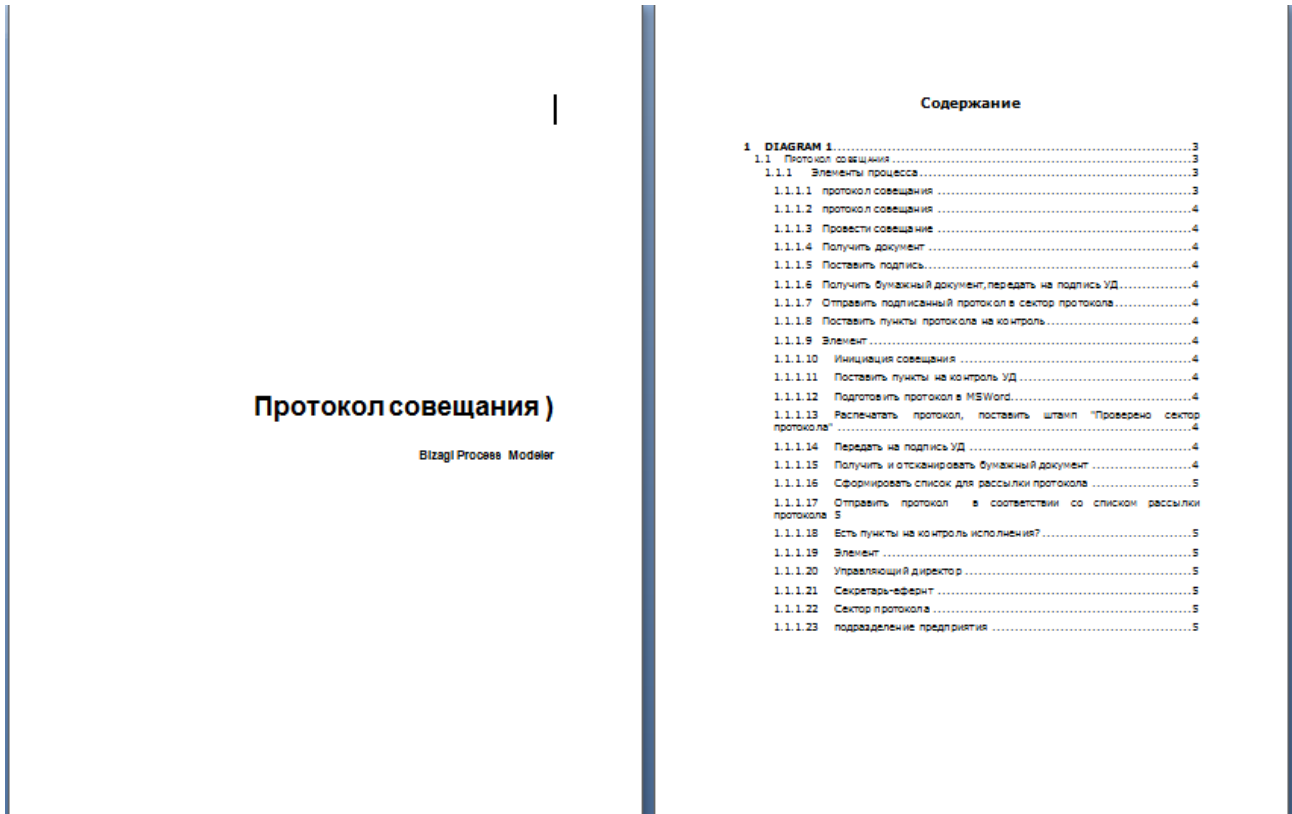 Протокол совещания )
Bizagi Process Modeler
Содержание
1 DIAGRAM 1...3
1.1 Протокол совещания...3
1.1.1 Элементы процесса...3
1.1.1.1 протокол совещания...3
1.1.1.2 протокол совещания...4
1.1.1.3 Провести совещание...4
1.1.1.4 Получить документ...4
1.1.1.5 Поставить подпись...4
1.1.1.6 Получить бумажный документ,передать на подпись УД...4
1.1.1.7 Отправить подписанный протокол в сектор протокола...4
1.1.1.8 Поставить пункты протокола на контроль...4
1.1.1.9 Элемент...4
1.1.1.10 Инициация совещания...4
1.1.1.11 Поставить пункты на контроль УД...4
1.1.1.12 Подготовить протокол в MSWord...4
1.1.1.13 Распечатать протокол, поставить штамп "Проверено сектор
протокола"...4
1.1.1.14 Передать на подпись УД...4
1.1.1.15 Получить и отсканировать бумажный документ...4
1.1.1.16 Сформировать список для рассылки протокола...5
1.1.1.17 Отправить протокол в соответствии со списком рассылки
протокола 5
1.1.1.18 Есть пункты на контроль исполнения?...5
1.1.1.19 Элемент...5
1.1.1.20 Управляющий директор...5
1.1.1.21 Секретарь-ефернт...5
1.1.1.22 Сектор протокола...5
1.1.1.23 подразделение предприятия...5